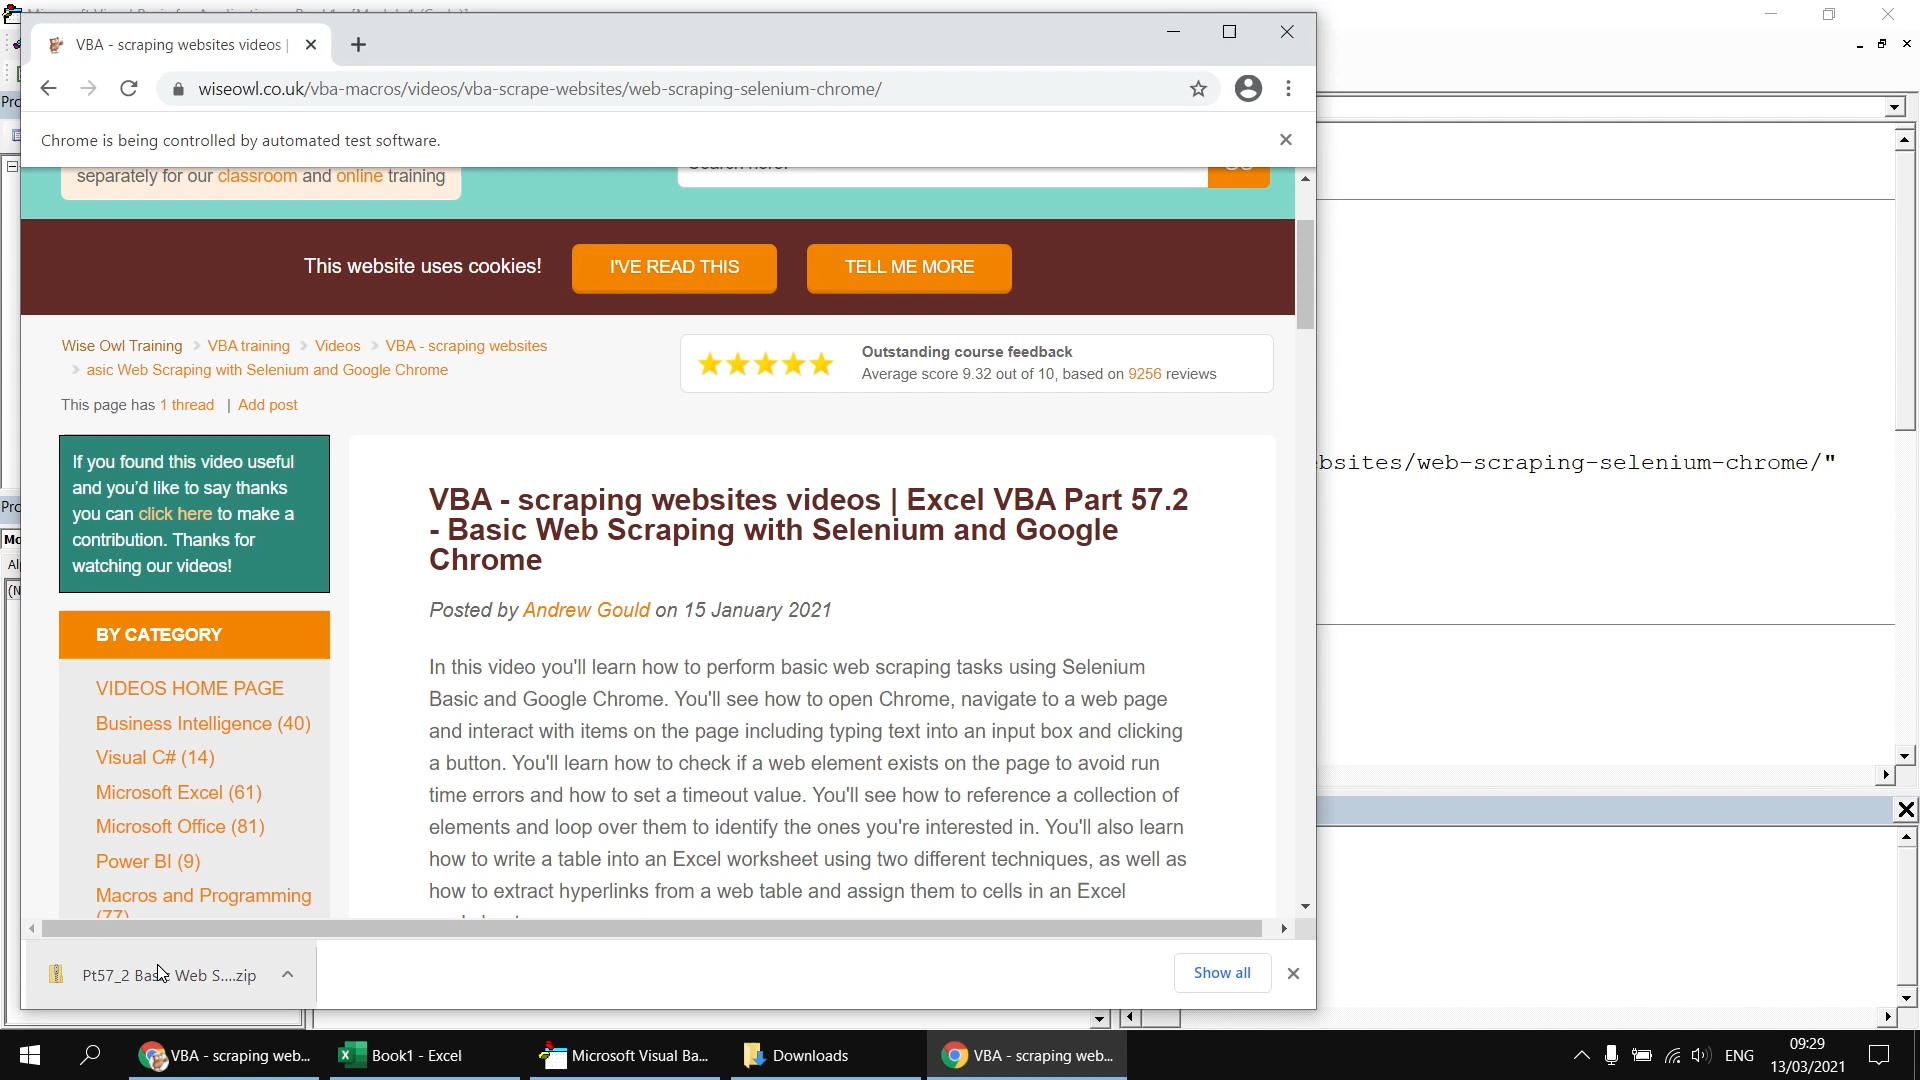 VBA - scraping websites videos |
wiseowl.co.uk/vba-macros/videos/vba-scrape-websites/web-scraping-selenium-chrome/
Chrome is being controlled by automated test software.
separately for our classroom and online training
This website uses cookies!
I'VE READ THIS
TELL ME MORE
Wise Owl Training
VBA training
Videos
VBA - scraping websites
asic Web Scraping with Selenium and Google Chrome
Outstanding course feedback
Average score 9.32 out of 10, based on 9256 reviews
This page has 1 thread | Add post
If you found this video useful
and you'd like to say thanks
you can click here to make a
contribution. Thanks for
watching our videos!
BY CATEGORY
VIDEOS HOME PAGE
Business Intelligence (40)
Visual C# (14)
Microsoft Excel (61)
Microsoft Office (81)
Power BI (9)
Macros and Programming
(77)
VBA - scraping websites videos | Excel VBA Part 57.2
- Basic Web Scraping with Selenium and Google
Chrome
Posted by Andrew Gould on 15 January 2021
In this video you'll learn how to perform basic web scraping tasks using Selenium
Basic and Google Chrome. You'll see how to open Chrome, navigate to a web page
and interact with items on the page including typing text into an input box and clicking
a button. You'll learn how to check if a web element exists on the page to avoid run
time errors and how to set a timeout value. You'll see how to reference a collection of
elements and loop over them to identify the ones you're interested in. You'll also learn
how to write a table into an Excel worksheet using two different techniques, as well as
how to extract hyperlinks from a web table and assign them to cells in an Excel
bsites/web-scraping-selenium-chrome/"
Pt57_2 Basic Web S....zip
Show all
VBA - scraping web...
Book1 - Excel
Microsoft Visual Ba...
Downloads
VBA - scraping web...
ENG
09:29
13/03/2021